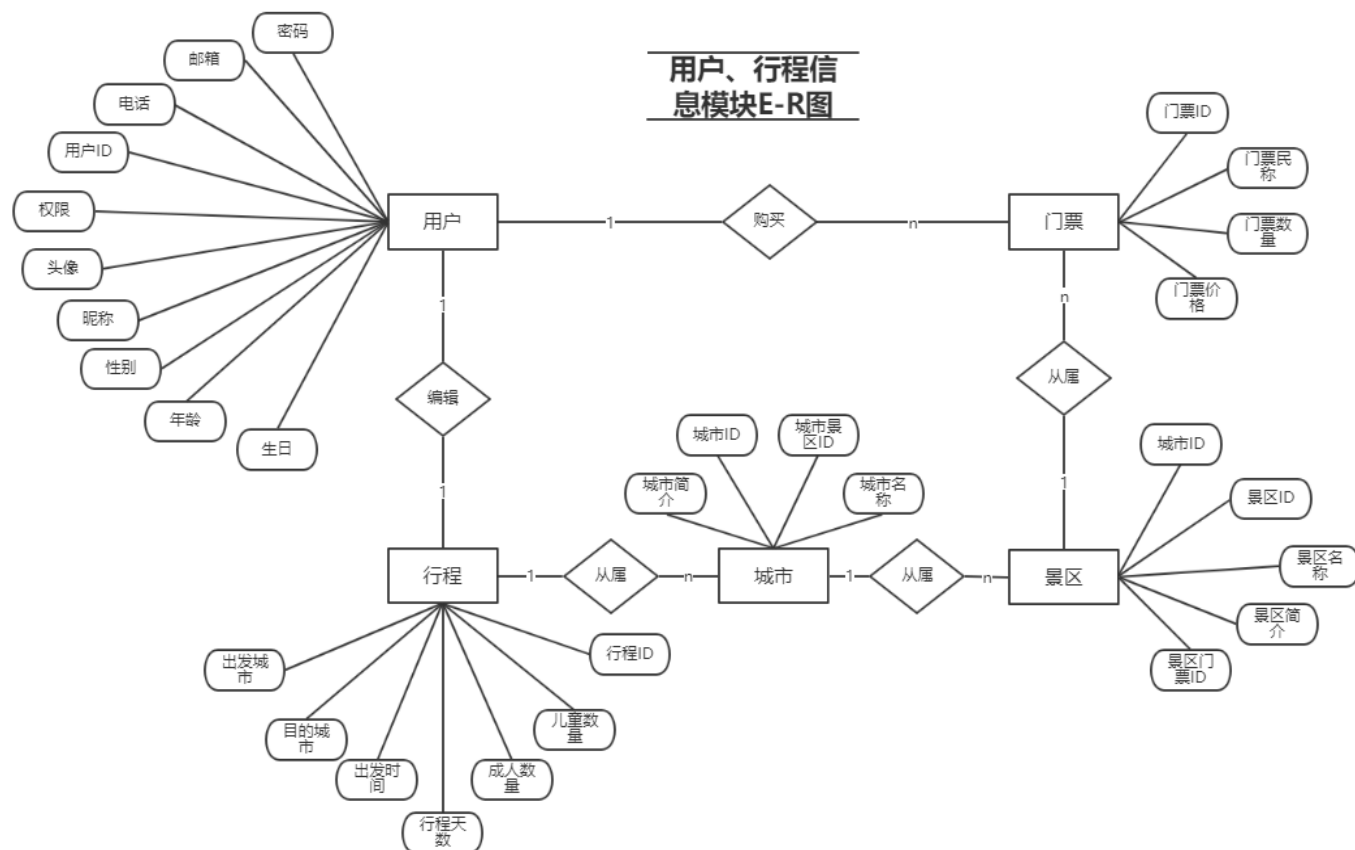 密码
邮箱
用户、行程信
息模块E-R图
电话
门票ID
用户ID
门票民
称
权限
用户
1
购买
n
门票
门票数
量
头像
门票价
格
1
n
昵称
性别
编辑
从属
年龄
生日
城市ID
城市景
区ID
城市ID
城市简
介
城市名
称
1
1
景区ID
行程
1
从属
n
城市
1
从属
n
景区
景区名
称
景区简
介
出发城
市
行程ID
景区门
票ID
目的城
市
儿童数
量
出发时
间
成人数
量
行程天
数